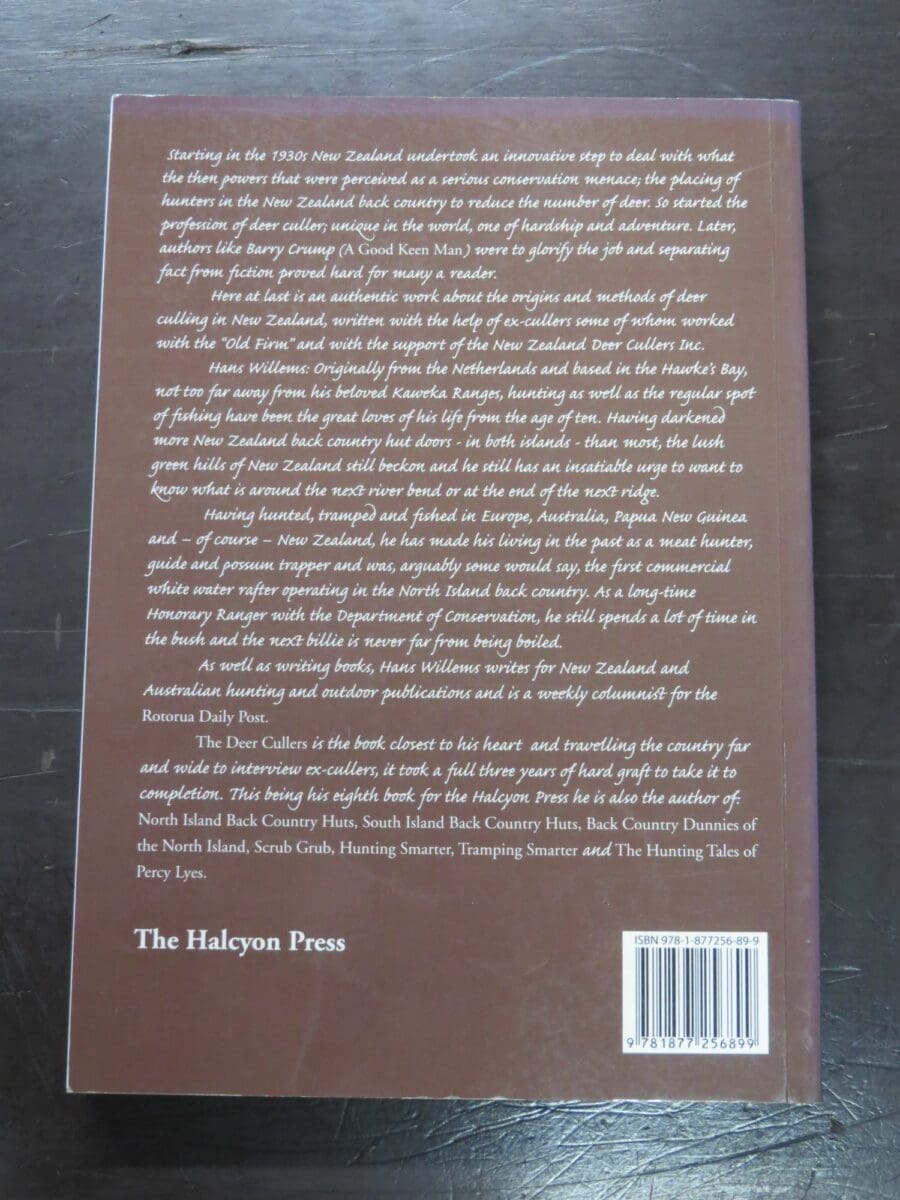 Starting in the 1930s New Zealand undertook an innovative step to deal with what
the then powers that were perceived as a serious conservation menace; the placing of
hunters in the New Zealand back country to reduce the number of deer. So started the
profession of deer culler; unique in the world, one of hardship and adventure. Later,
authors like Barry Crump (A Good Keen Man) were to glorify the job and separating
fact from fiction proved hard for many a reader.
Here at last is an authentic work about the origins and methods of deer
culling in New Zealand, written with the help of ex-cullers some of whom worked
with the "Old Firm" and with the support of the New Zealand Deer Cullers Inc.
Hans Willems: Originally from the Netherlands and based in the Hawke's Bay,
not too far away from his beloved Kaweka Ranges, hunting as well as the regular spot
of fishing have been the great loves of his life from the age of ten. Having darkened
more New Zealand back country hut doors - in both islands - than most, the lush
green hills of New Zealand still beckon and he still has an insatiable urge to want to
know what is around the next river bend or at the end of the next ridge.
Having hunted, tramped and fished in Europe, Australia, Papua New Guinea
and – of course – New Zealand, he has made his living in the past as a meat hunter,
guide and possum trapper and was, arguably some would say, the first commercial
white water rafter operating in the North Island back country. As a long-time
Honorary Ranger with the Department of Conservation, he still spends a lot of time in
the bush and the next billie is never far from being boiled.
As well as writing books, Hans Willems writes for New Zealand and
Australian hunting and outdoor publications and is a weekly columnist for the
Rotorua Daily Post.
The Deer Cullers is the book closest to his heart and travelling the country far
and wide to interview ex-cullers, it took a full three years of hard graft to take it to
completion. This being his eighth book for the Halcyon Press he is also the author of:
North Island Back Country Huts, South Island Back Country Huts, Back Country Dunnies of
the North Island, Scrub Grub, Hunting Smarter, Tramping Smarter and The Hunting Tales of
Percy Lyes.
The Halcyon Press
ISBN 978-1-877256-89-9
9 781877 256899